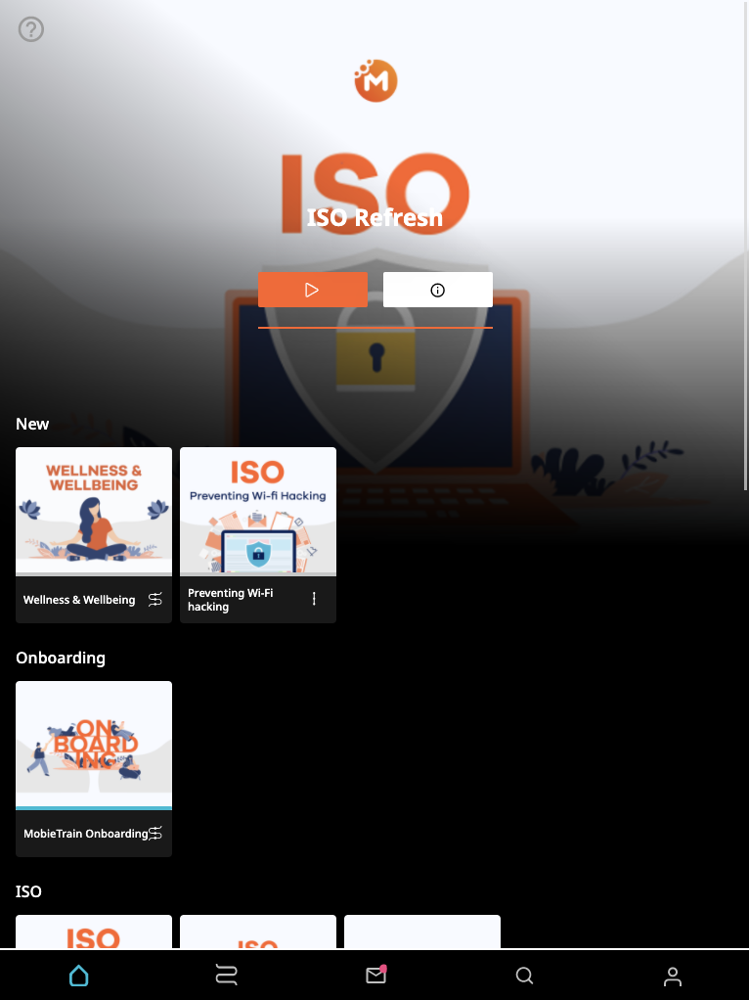 M
ISO
ISO Refresh
New
WELLNESS &
WELLBEING
Wellness & Wellbeing
ISO
Preventing Wi-fi Hacking
Preventing Wi-Fi
hacking
Onboarding
ON
BOARD
ING
MobieTrain Onboarding
ISO
ISO
ISO